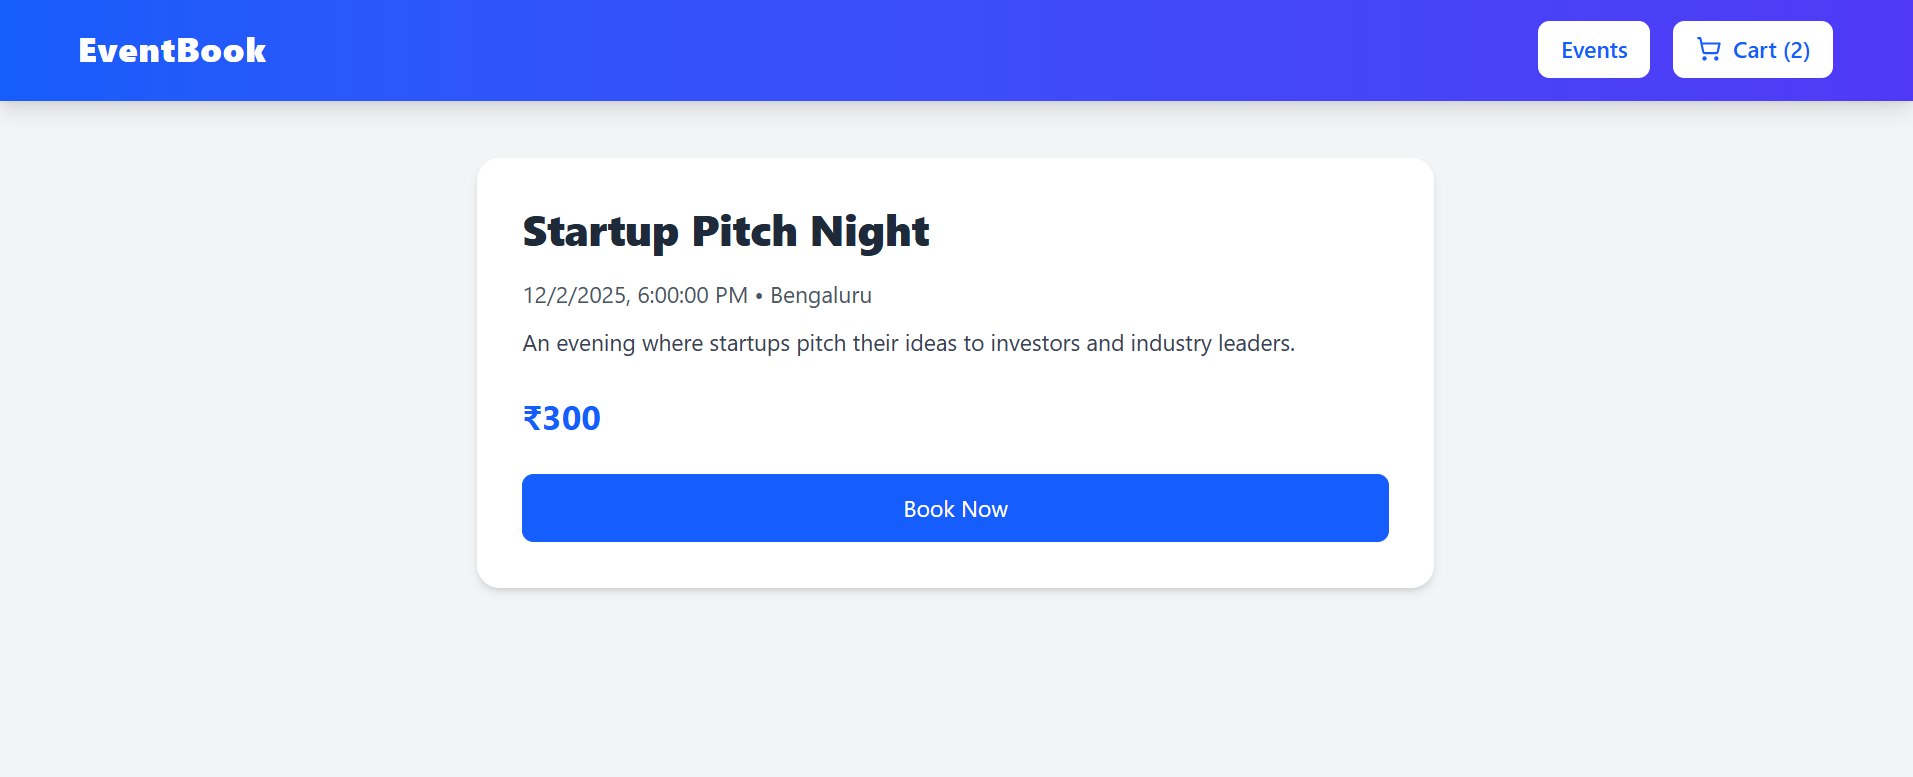 EventBook
Events
Cart (2)
Startup Pitch Night
12/2/2025, 6:00:00 PM • Bengaluru
An evening where startups pitch their ideas to investors and industry leaders.
₹300
Book Now